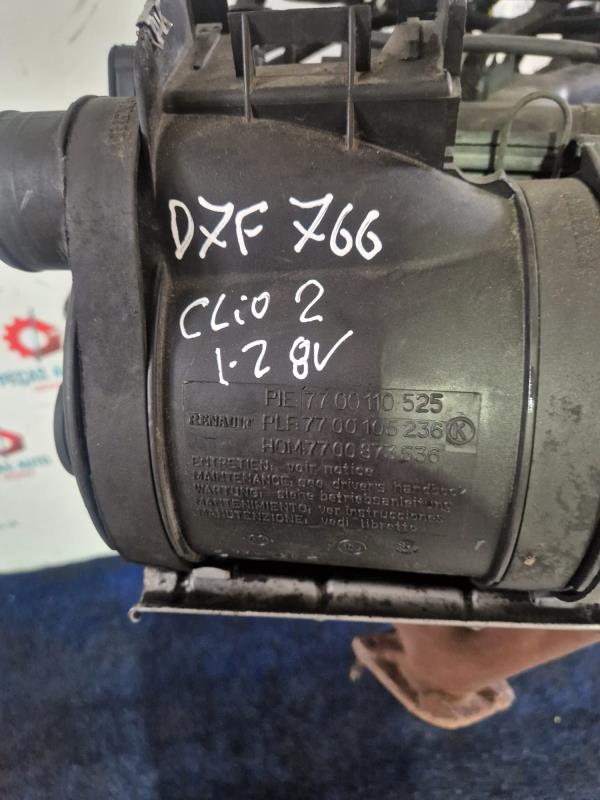 D7F 766
CLiO 2
1.2 8V
PIE 77 00 110 525
RENAULT PLR 77 00 105 236 K
HOM 77 00 873 536
ENTRETIEN: voir notice
MAINTENANCE: see drivers handbook
WARTUNG: siehe betriebsanleitung
MANTENIMIENTO: ver instrucciones
MANUTENZIONE: vedi libretto